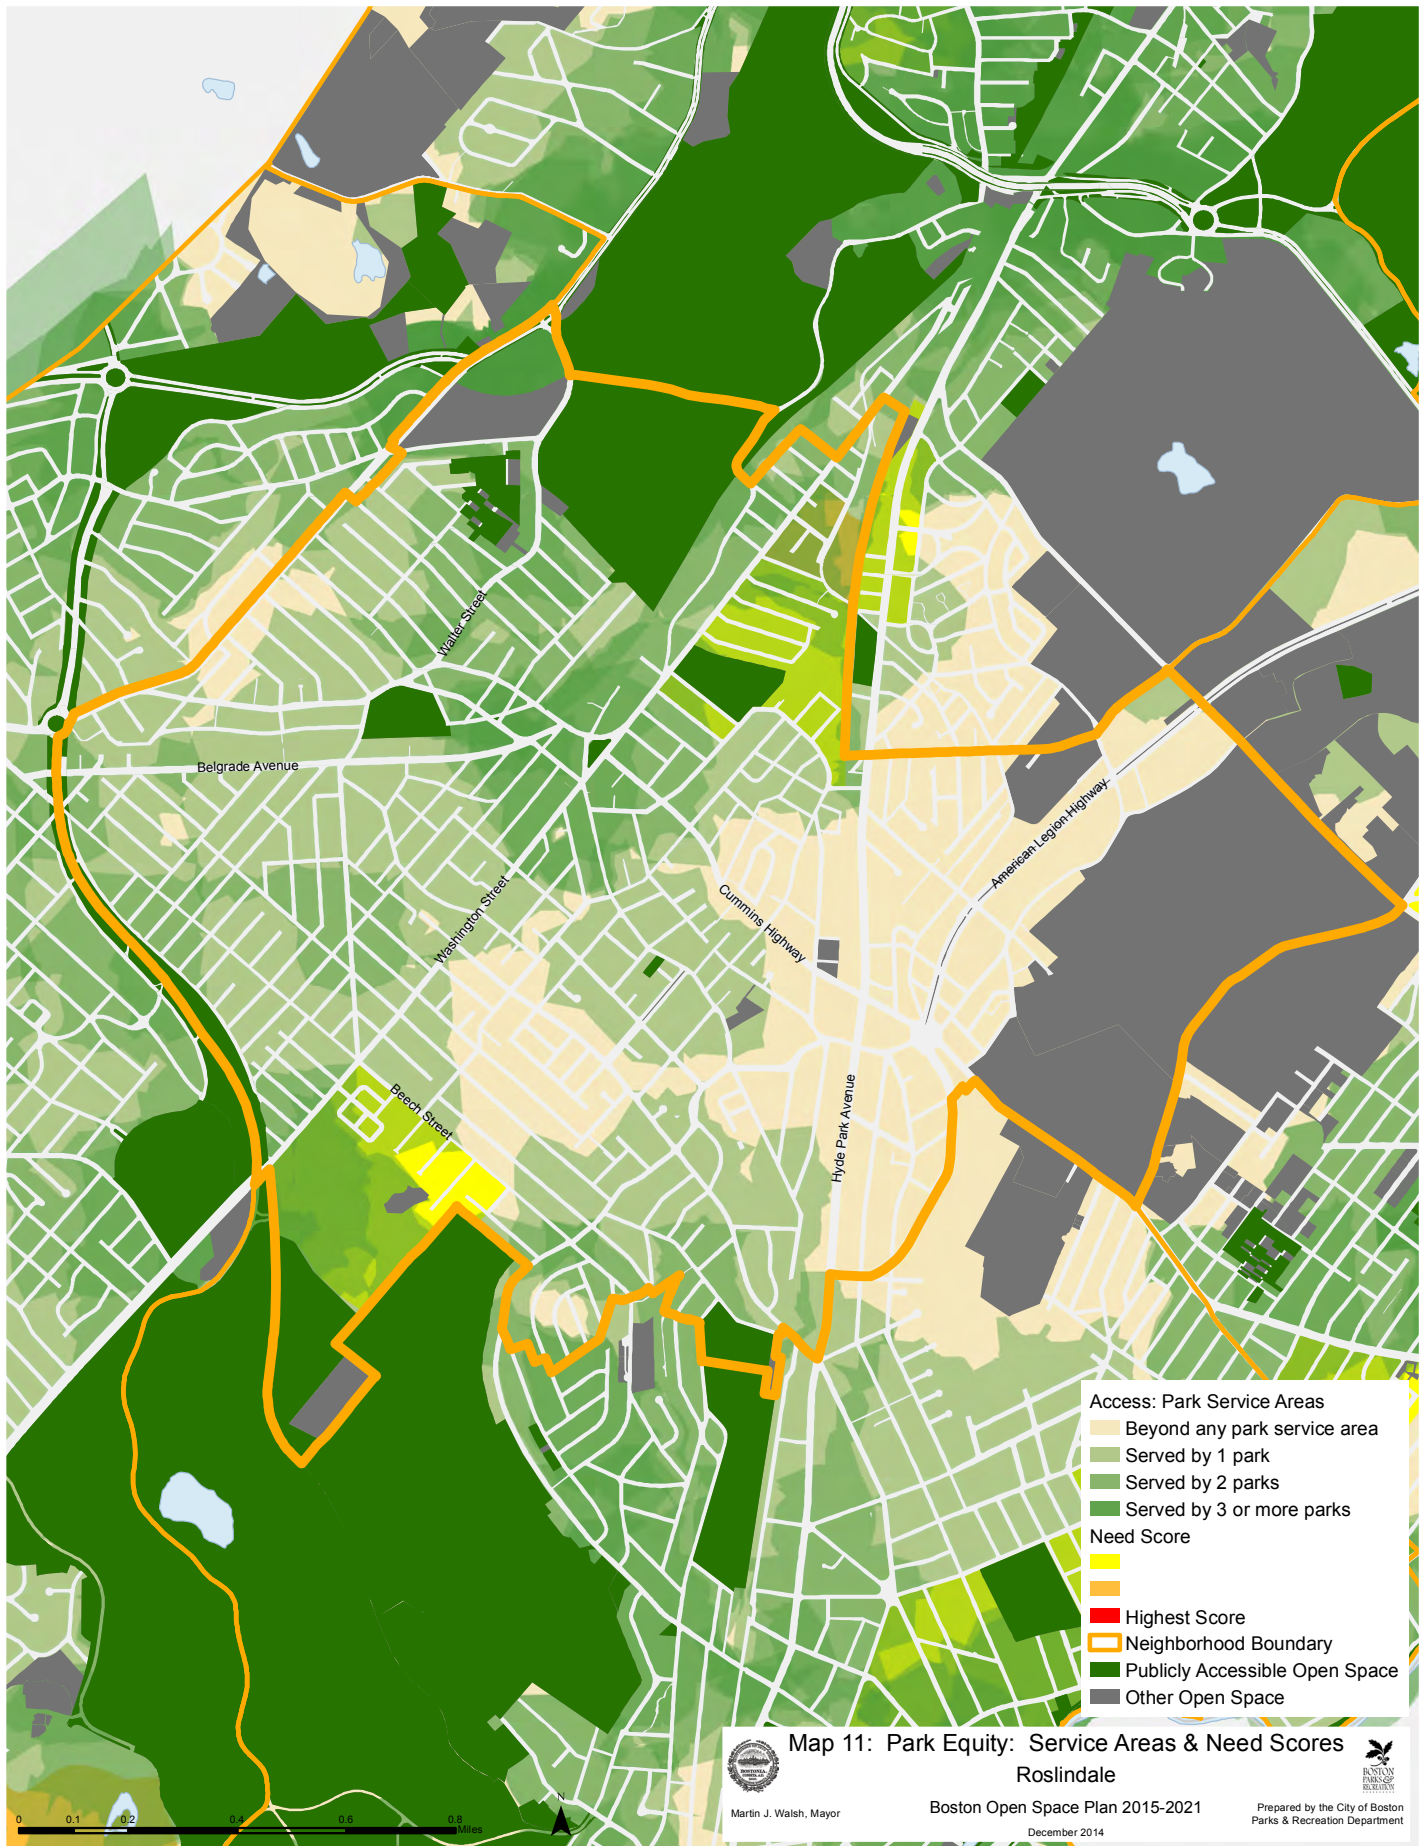 Walter Street
Belgrade Avenue
Washington Street
Cummins Highway
American Legion Highway
Beech Street
Hyde Park Avenue
Access: Park Service Areas
Beyond any park service area
Served by 1 park
Served by 2 parks
Served by 3 or more parks
Need Score
Highest Score
Neighborhood Boundary
Publicly Accessible Open Space
Other Open Space
Map 11: Park Equity: Service Areas & Need Scores
Roslindale
Boston Open Space Plan 2015-2021
December 2014
Martin J. Walsh, Mayor
BOSTON
PARKS &
RECREATION
Prepared by the City of Boston
Parks & Recreation Department
0 0.1 0.2 0.4 0.6 0.8
Miles
N